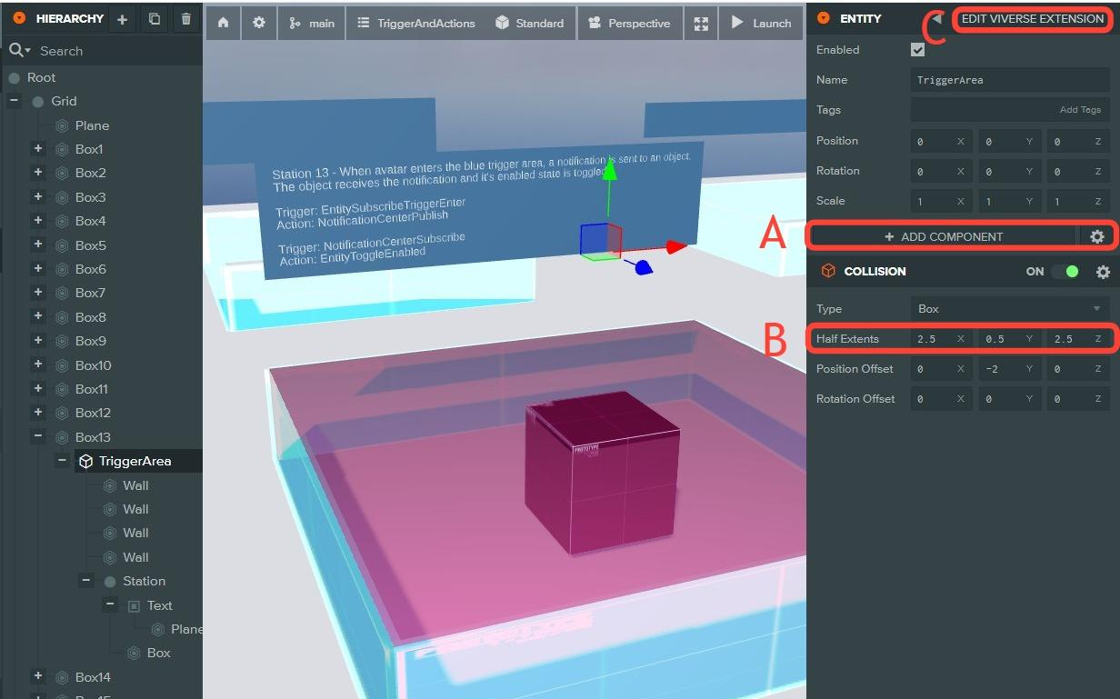 HIERARCHY
Search
Root
Grid
Plane
Box1
Box2
Box3
Box4
Box5
Box6
Box7
Box8
Box9
Box10
Box11
Box12
Box13
TriggerArea
Wall
Wall
Wall
Wall
Station
Text
Plane
Box
Box14
main
TriggerAndActions
Standard
Perspective
Launch
Station 13 - When avatar enters the blue trigger area, a notification is sent to an object.
The object receives the notification and it's enabled state is toggled.
Trigger: EntitySubscribeTriggerEnter
Action: NotificationCenterPublish
Trigger: NotificationCenterSubscribe
Action: EntityToggleEnabled
PROTOTYPE
A
B
C
ENTITY
EDIT VIVERSE EXTENSION
Enabled
Name TriggerArea
Tags Add Tags
Position 0 X 0 Y 0 Z
Rotation 0 X 0 Y 0 Z
Scale 1 X 1 Y 1 Z
+ ADD COMPONENT
COLLISION ON
Type Box
Half Extents 2.5 X 0.5 Y 2.5 Z
Position Offset 0 X -2 Y 0 Z
Rotation Offset 0 X 0 Y 0 Z